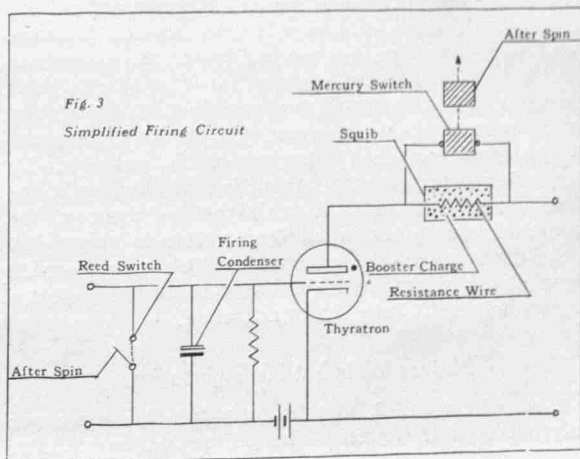 After Spin
Mercury Switch
Fig. 3
Simplified Firing Circuit
Squib
Firing
Condenser
Reed Switch
Booster Charge
Resistance Wire
Thyratron
After Spin